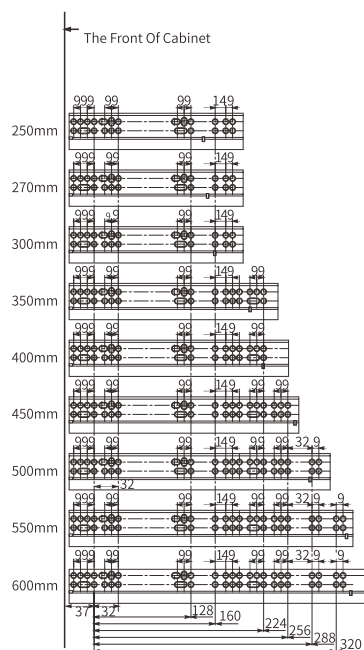 The Front Of Cabinet
999 99 99 149
250mm
999 99 99 149
270mm
999 9 9 99 149
300mm
999 99 99 149 99
350mm
999 99 99 149 99
400mm
999 99 99 149 99 99
450mm
999 99 99 149 99 99 32 9
500mm
32
999 99 99 149 99 99 32 9 9
550mm
999 99 99 149 99 99 32 9 9
600mm
37 32 128
160
224
256
288
320